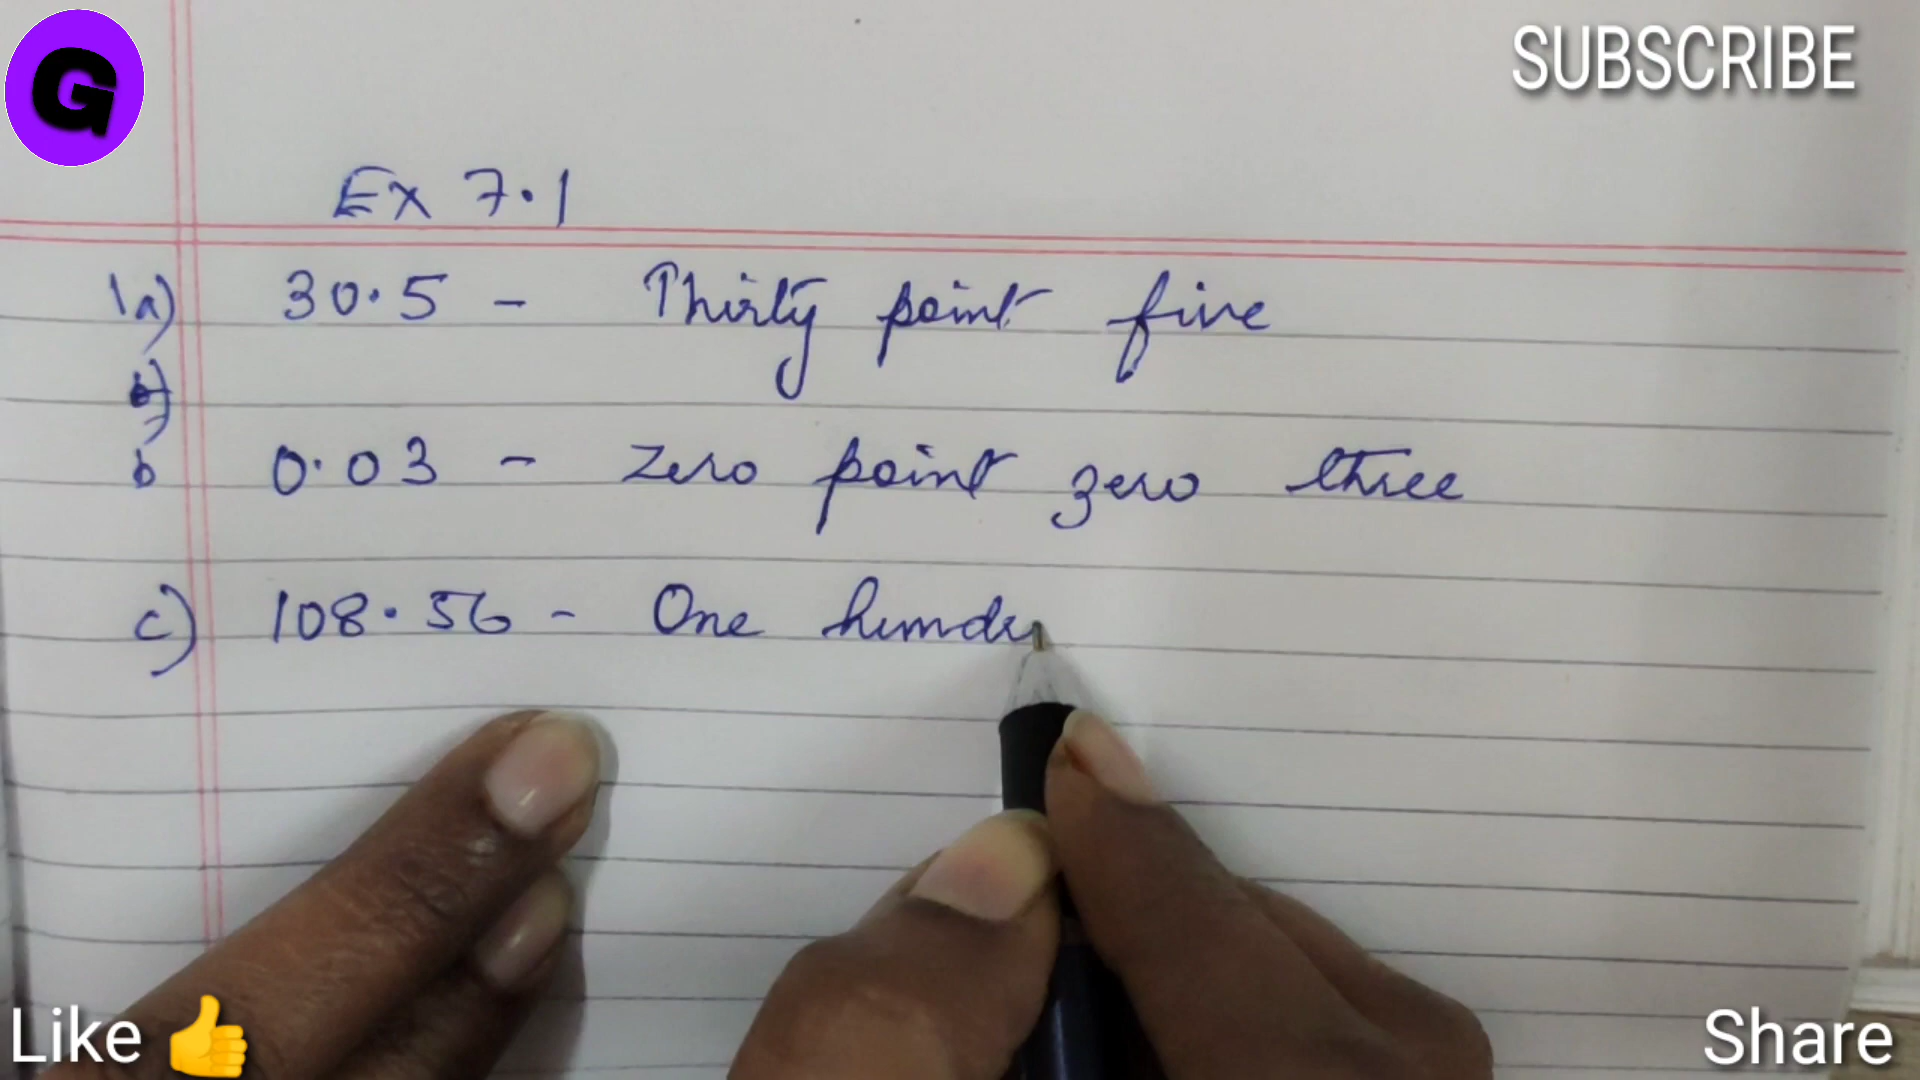 G
SUBSCRIBE
Ex 7.1
1a) 30.5 - Thirty point five
b 0.03 - Zero point zero three
c) 108.56 - One hundr
Like 👍
Share